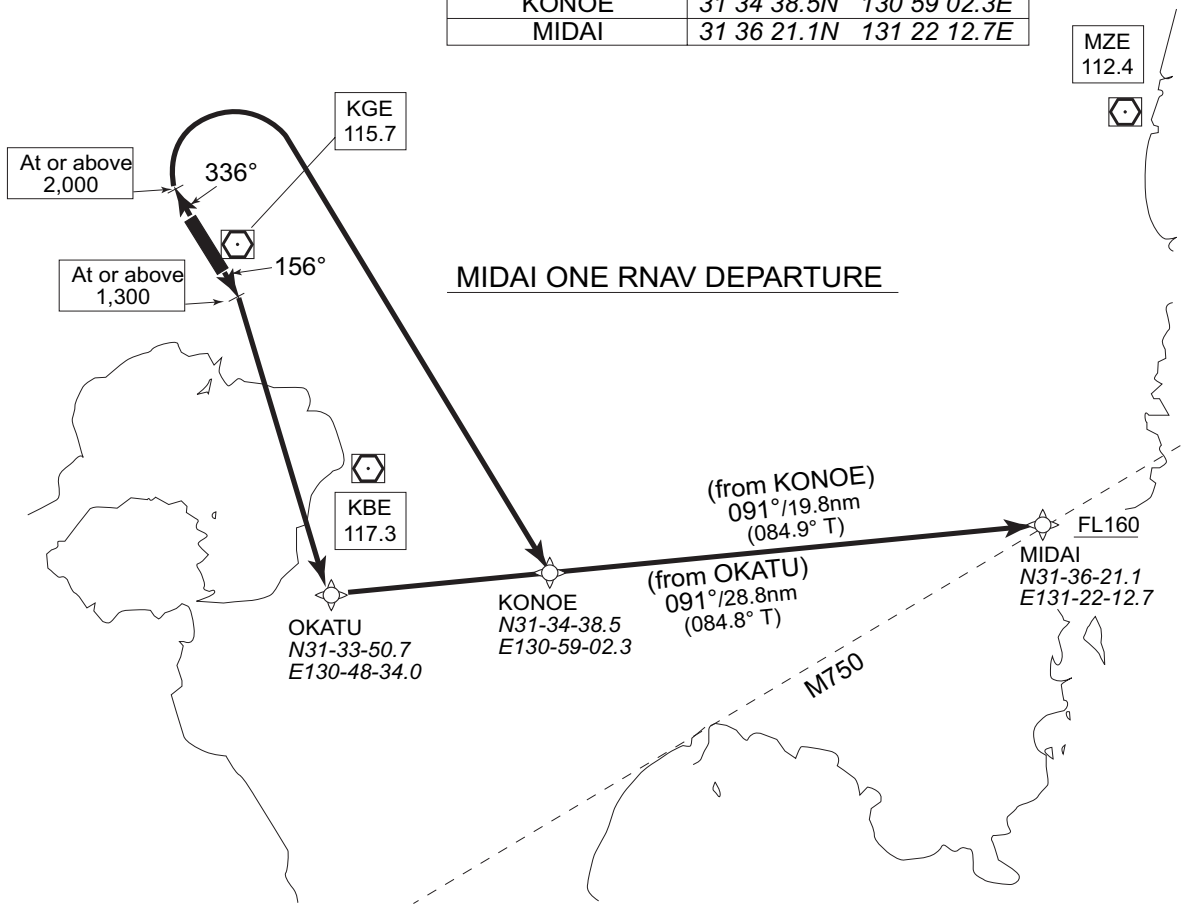 KONOE 31 34 38.5N 130 59 02.3E
MIDAI 31 36 21.1N 131 22 12.7E
MZE
112.4
KGE
115.7
At or above
2,000
336°
At or above
1,300
156°
MIDAI ONE RNAV DEPARTURE
KBE
117.3
(from KONOE)
091°/19.8nm
(084.9° T)
FL160
MIDAI
N31-36-21.1
E131-22-12.7
(from OKATU)
091°/28.8nm
(084.8° T)
KONOE
N31-34-38.5
E130-59-02.3
OKATU
N31-33-50.7
E130-48-34.0
M750